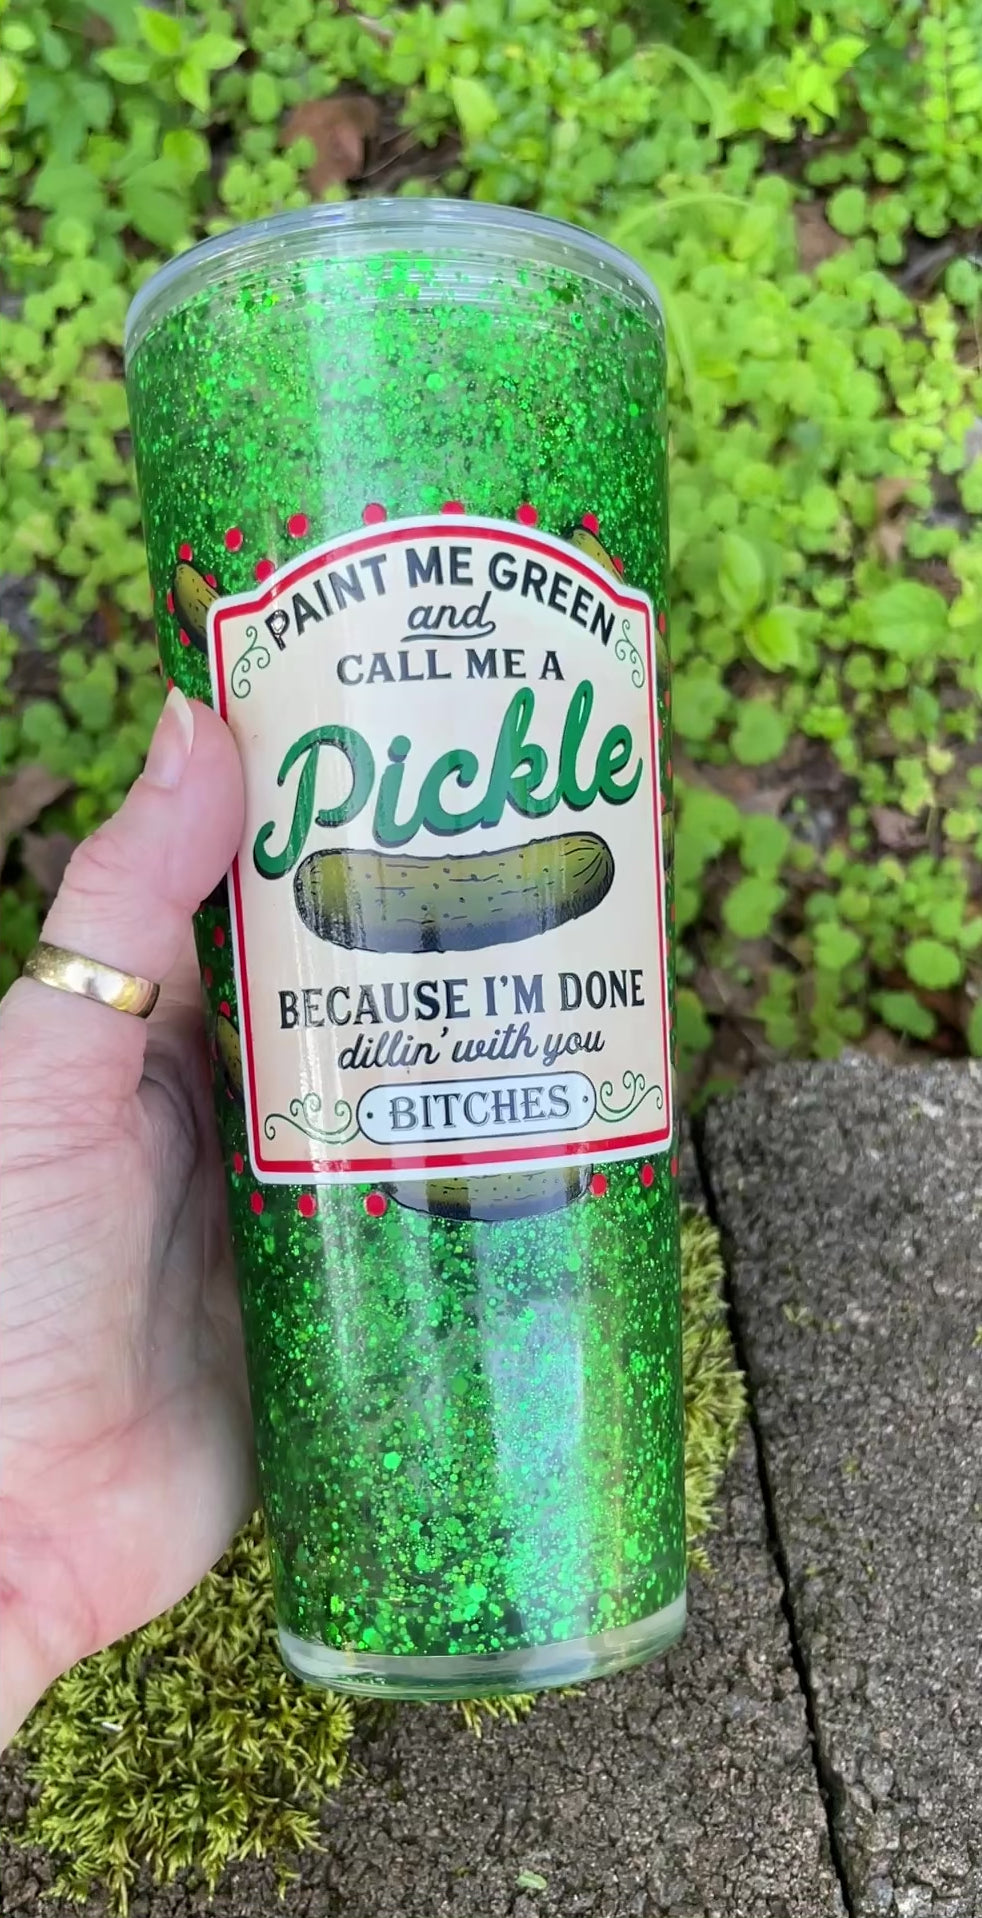 PAINT ME GREEN
and
CALL ME A
Pickle
BECAUSE I'M DONE
dillin' with you
BITCHES